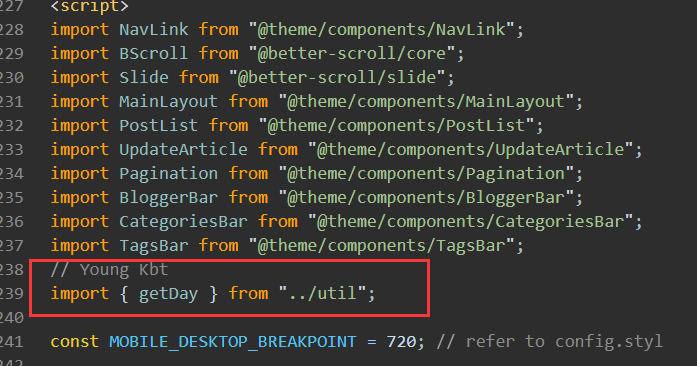 227 <script>
228 import NavLink from "@theme/components/NavLink";
229 import BScroll from "@better-scroll/core";
230 import Slide from "@better-scroll/slide";
231 import MainLayout from "@theme/components/MainLayout";
232 import PostList from "@theme/components/PostList";
233 import UpdateArticle from "@theme/components/UpdateArticle";
234 import Pagination from "@theme/components/Pagination";
235 import BloggerBar from "@theme/components/BloggerBar";
236 import CategoriesBar from "@theme/components/CategoriesBar";
237 import TagsBar from "@theme/components/TagsBar";
238 // Young Kbt
239 import { getDay } from "../util";
240
241 const MOBILE_DESKTOP_BREAKPOINT = 720; // refer to config.styl
242